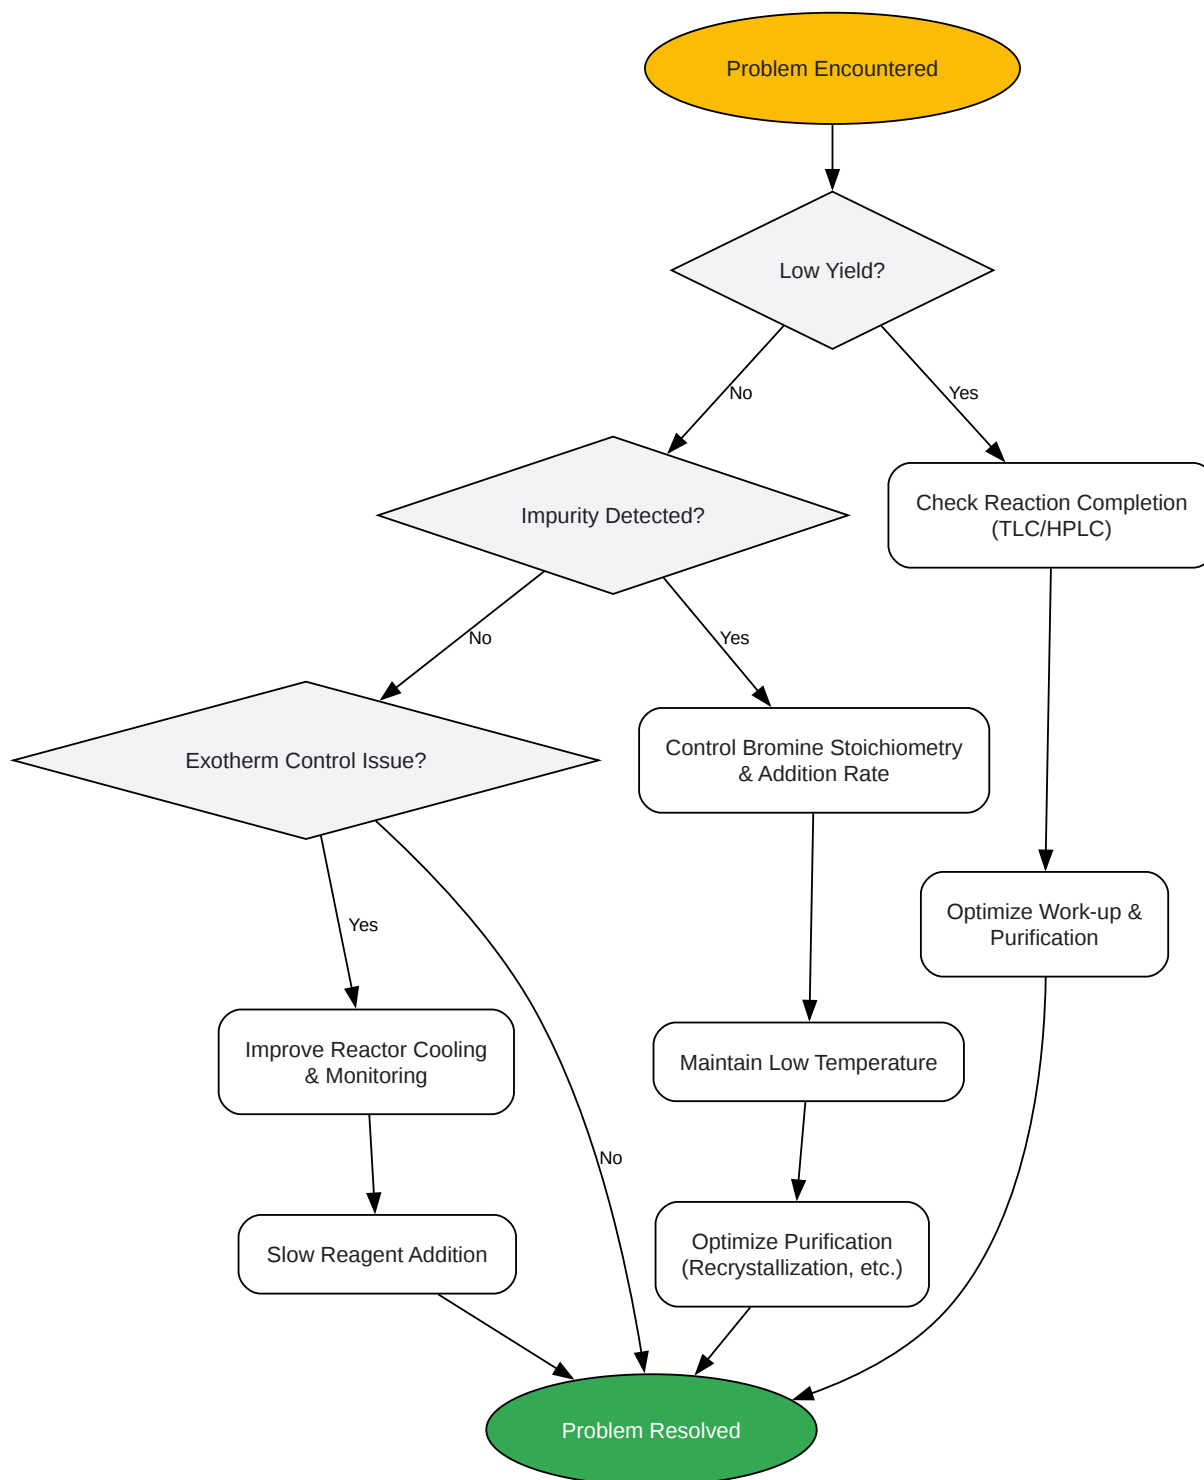 Problem Encountered
Low Yield?
No
Yes
Check Reaction Completion
(TLC/HPLC)
Impurity Detected?
No
Yes
Control Bromine Stoichiometry
& Addition Rate
Exotherm Control Issue?
Yes
Optimize Work-up &
Purification
Improve Reactor Cooling
& Monitoring
Maintain Low Temperature
No
Slow Reagent Addition
Optimize Purification
(Recrystallization, etc.)
Problem Resolved